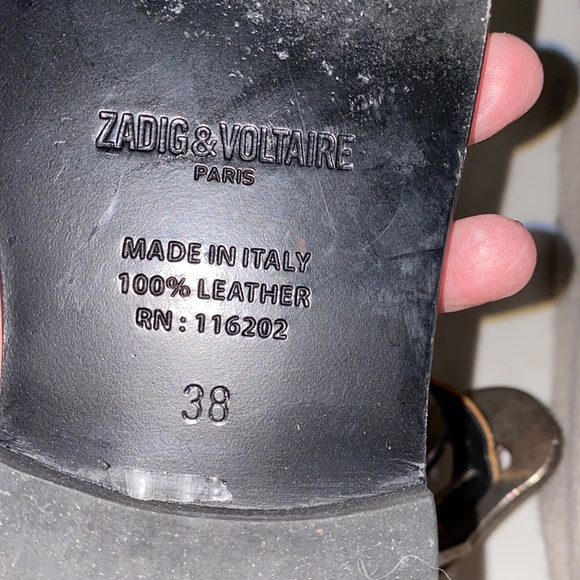 ZADIG&VOLTAIRE
PARIS
MADE IN ITALY
100% LEATHER
RN : 116202
38